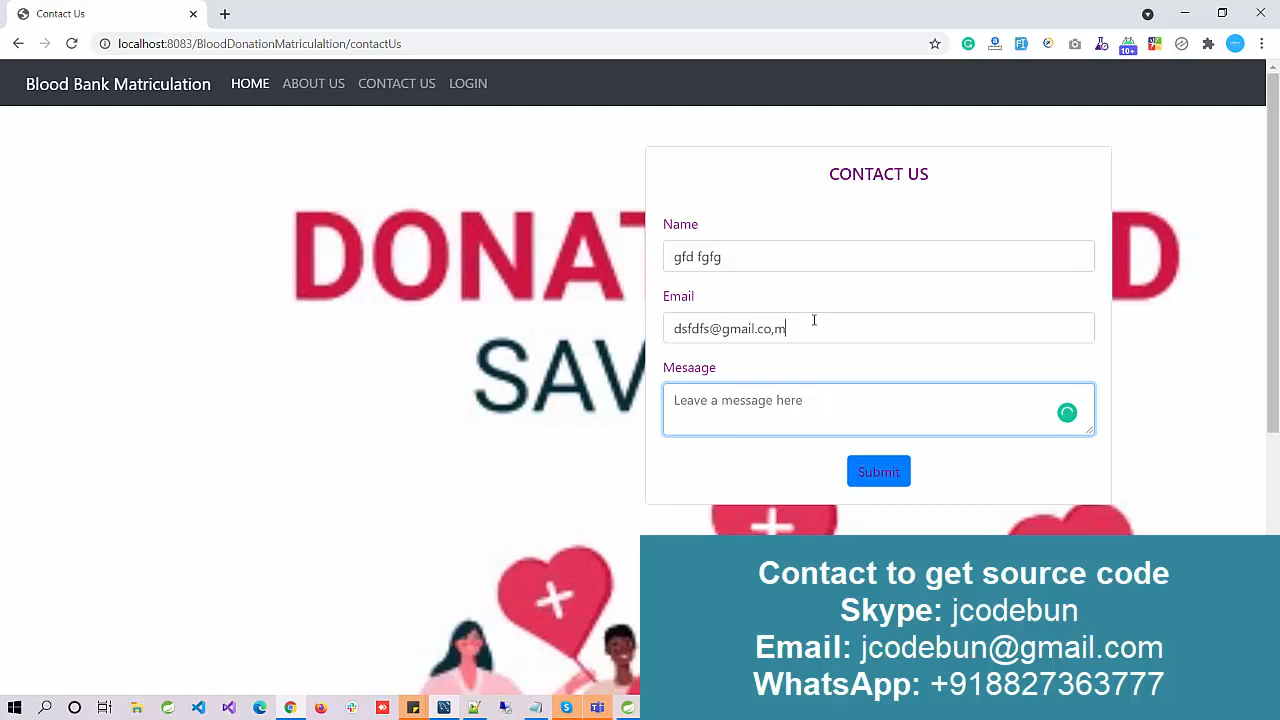 Contact Us
localhost:8083/BloodDonationMatriculaltion/contactUs
10+
Blood Bank Matriculation HOME ABOUT US CONTACT US LOGIN
CONTACT US
DONAT
D
SAV
Name
gfd fgfg
Email
dsfdfs@gmail.co,m
Mesaage
Leave a message here
Submit
Contact to get source code
Skype: jcodebun
Email: jcodebun@gmail.com
WhatsApp: +918827363777